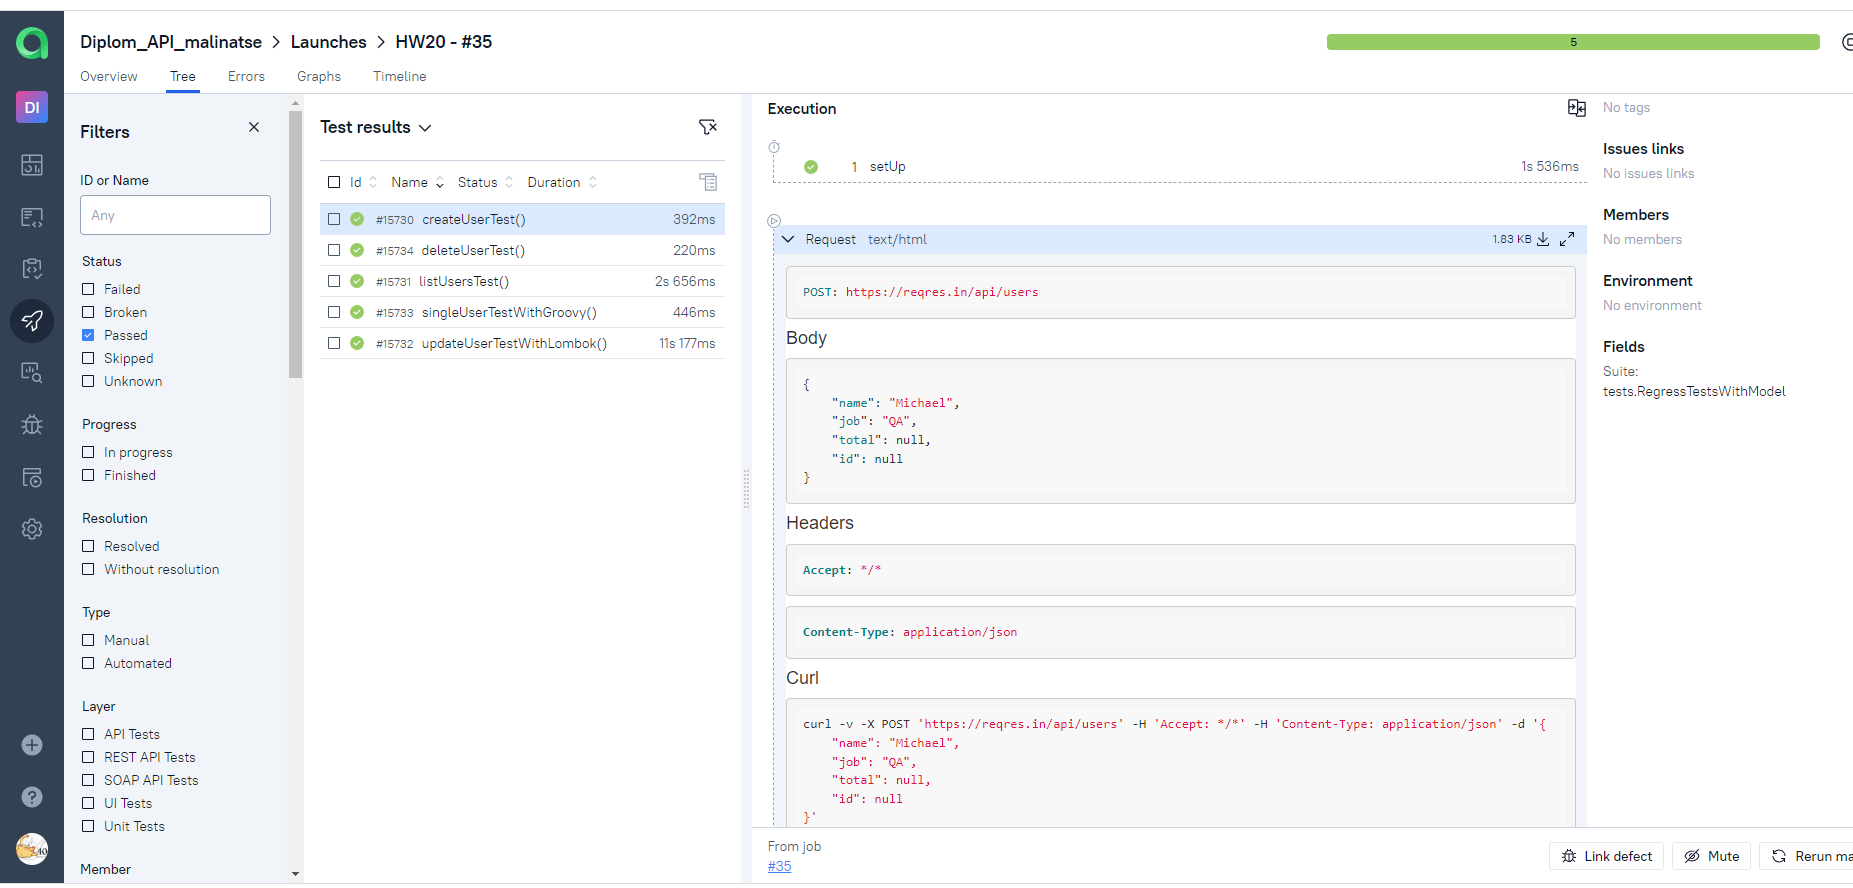 Diplom_API_malinatse > Launches > HW20 - #35
5
Overview Tree Errors Graphs Timeline
DI
Filters
ID or Name
Any
Status
Failed
Broken
Passed
Skipped
Unknown
Progress
In progress
Finished
Resolution
Resolved
Without resolution
Type
Manual
Automated
Layer
API Tests
REST API Tests
SOAP API Tests
UI Tests
Unit Tests
Member
Test results
Id Name Status Duration
#15730 createUserTest() 392ms
#15734 deleteUserTest() 220ms
#15731 listUsersTest() 2s 656ms
#15733 singleUserTestWithGroovy() 446ms
#15732 updateUserTestWithLombok() 11s 177ms
Execution
1 setUp 1s 536ms
Request text/html 1.83 KB
POST: https://reqres.in/api/users
Body
{
"name": "Michael",
"job": "QA",
"total": null,
"id": null
}
Headers
Accept: */*
Content-Type: application/json
Curl
curl -v -X POST 'https://reqres.in/api/users' -H 'Accept: */*' -H 'Content-Type: application/json' -d '{
"name": "Michael",
"job": "QA",
"total": null,
"id": null
}'
From job
#35
Link defect Mute Rerun ma
No tags
Issues links
No issues links
Members
No members
Environment
No environment
Fields
Suite:
tests.RegressTestsWithModel